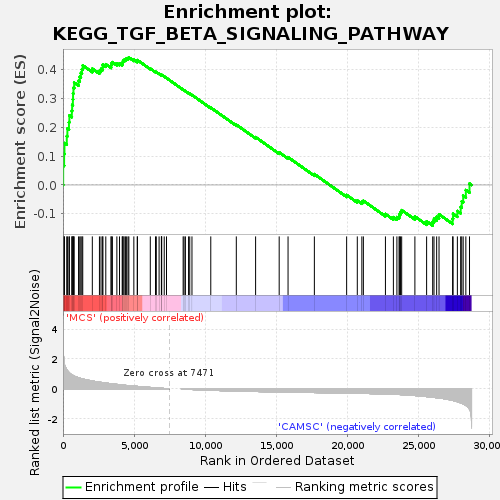 Enrichment plot:
KEGG_TGF_BETA_SIGNALING_PATHWAY
Enrichment score (ES)
0.4
0.3
0.2
0.1
0.0
-0.1
'MCS' (positively correlated)
Ranked list metric (Signal2Noise)
4
2
0
-2
Zero cross at 7471
'CAMSC' (negatively correlated)
0
5,000
10,000
15,000
20,000
25,000
30,000
Rank in Ordered Dataset
Enrichment profile
Hits
Ranking metric scores